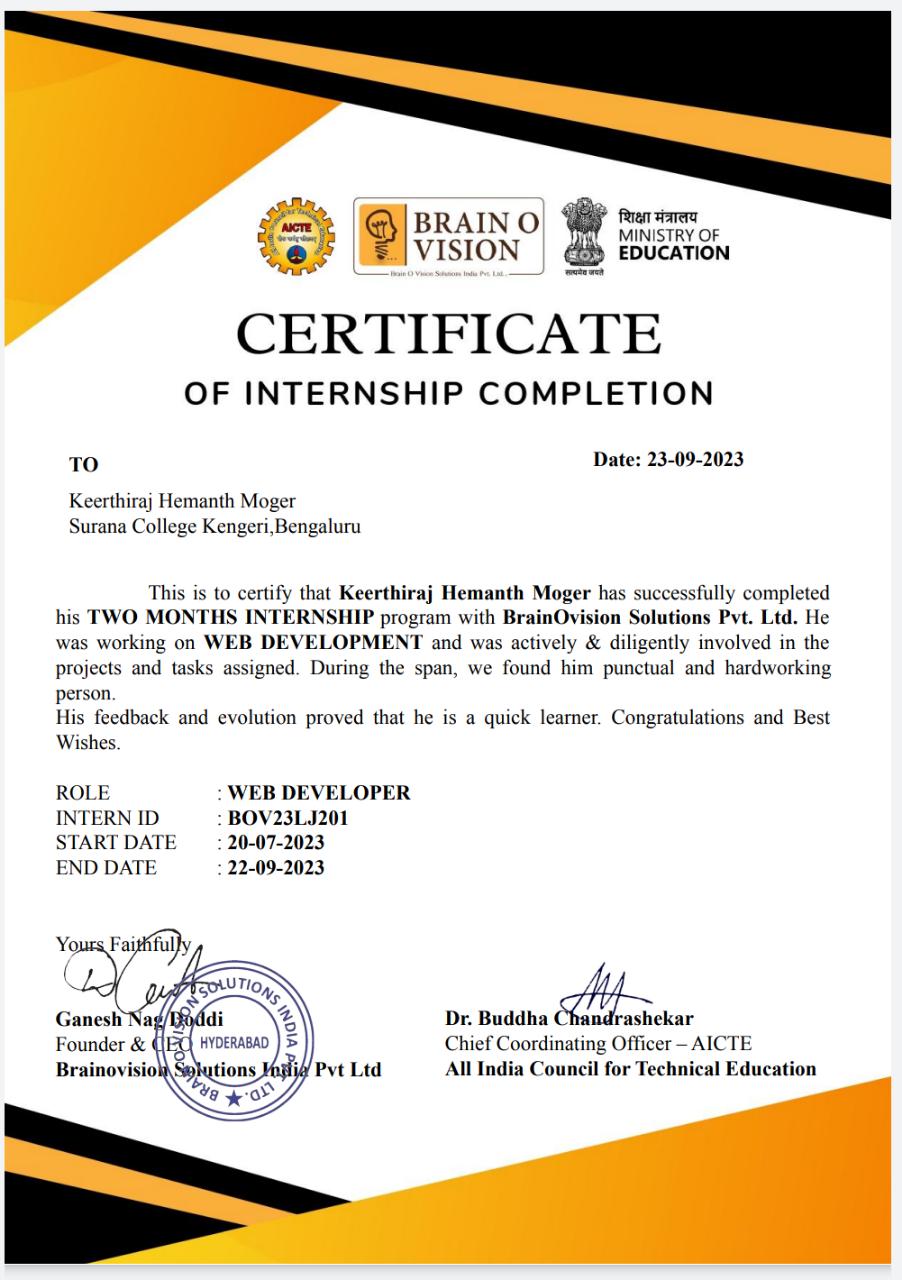 AICTE
BRAIN O
VISION
Brain O Vision Solutions India Pvt. Ltd.
शिक्षा मंत्रालय
MINISTRY OF
EDUCATION
सत्यमेव जयते
CERTIFICATE
OF INTERNSHIP COMPLETION
TO
Date: 23-09-2023
Keerthiraj Hemanth Moger
Surana College Kengeri,Bengaluru
This is to certify that Keerthiraj Hemanth Moger has successfully completed
his TWO MONTHS INTERNSHIP program with BrainOvision Solutions Pvt. Ltd. He
was working on WEB DEVELOPMENT and was actively & diligently involved in the
projects and tasks assigned. During the span, we found him punctual and hardworking
person.
His feedback and evolution proved that he is a quick learner. Congratulations and Best
Wishes.
ROLE : WEB DEVELOPER
INTERN ID : BOV23LJ201
START DATE : 20-07-2023
END DATE : 22-09-2023
Yours Faithfully
Ganesh Nag Doddi
Founder & CEO
Brainovision Solutions India Pvt Ltd
BRAIN O VISION SOLUTIONS INDIA PVT. LTD.
HYDERABAD
Dr. Buddha Chandrashekar
Chief Coordinating Officer – AICTE
All India Council for Technical Education